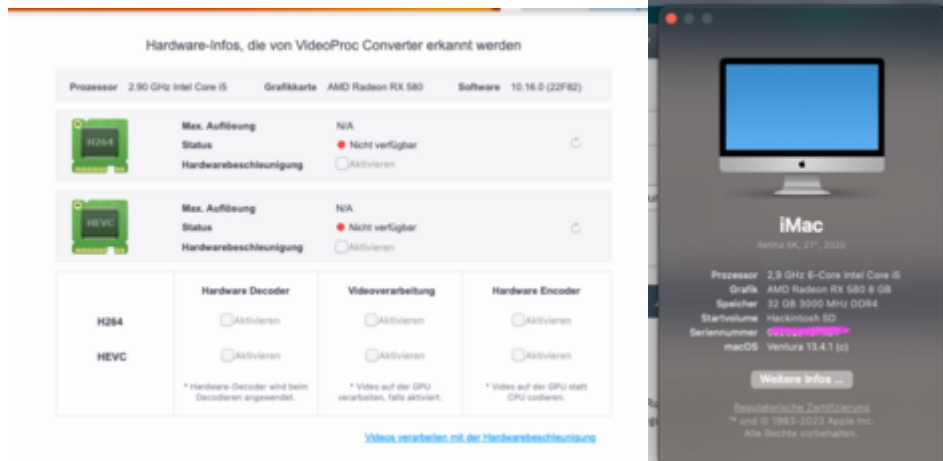 Hardware-Infos, die von VideoProc Converter erkannt werden
Prozessor 2.90 GHz Intel Core i5 Grafikkarte AMD Radeon RX 580 Software 10.16.0 (22F82)
H264
Max. Auflösung N/A
Status Nicht verfügbar
Hardwarebeschleunigung Aktivieren
HEVC
Max. Auflösung N/A
Status Nicht verfügbar
Hardwarebeschleunigung Aktivieren
Hardware Decoder Videoverarbeitung Hardware Encoder
H264 Aktivieren Aktivieren Aktivieren
HEVC Aktivieren Aktivieren Aktivieren
* Hardware-Decoder wird beim Decodieren angewendet.
* Video auf der GPU verarbeiten, falls aktiviert.
* Video auf der GPU statt CPU codieren.
Videos verarbeiten mit der Hardwarebeschleunigung
iMac
Retina 5K, 27", 2020
Prozessor 2,9 GHz 6-Core Intel Core i5
Grafik AMD Radeon RX 580 8 GB
Speicher 32 GB 3000 MHz DDR4
Startvolume Hackintosh SD
Seriennummer
macOS Ventura 13.4.1 (c)
Weitere Infos ...
Regulatorische Zertifizierung
™ und © 1983-2023 Apple Inc.
Alle Rechte vorbehalten.